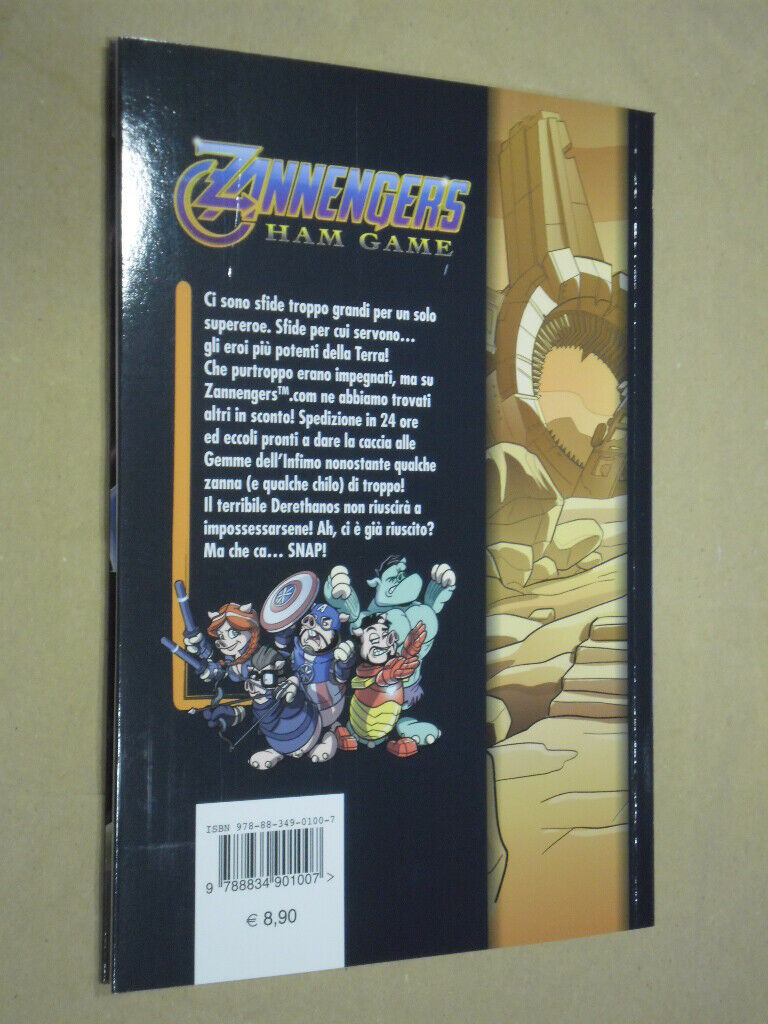 ZANNENGERS
HAM GAME
Ci sono sfide troppo grandi per un solo
supereroe. Sfide per cui servono...
gli eroi più potenti della Terra!
Che purtroppo erano impegnati, ma su
Zannengers™.com ne abbiamo trovati
altri in sconto! Spedizione in 24 ore
ed eccoli pronti a dare la caccia alle
Gemme dell'Infimo nonostante qualche
zanna (e qualche chilo) di troppo!
Il terribile Derethanos non riuscirà a
impossessarsene! Ah, ci è già riuscito?
Ma che ca... SNAP!
A
ISBN 978-88-349-0100-7
9 788834 901007 >
€ 8,90